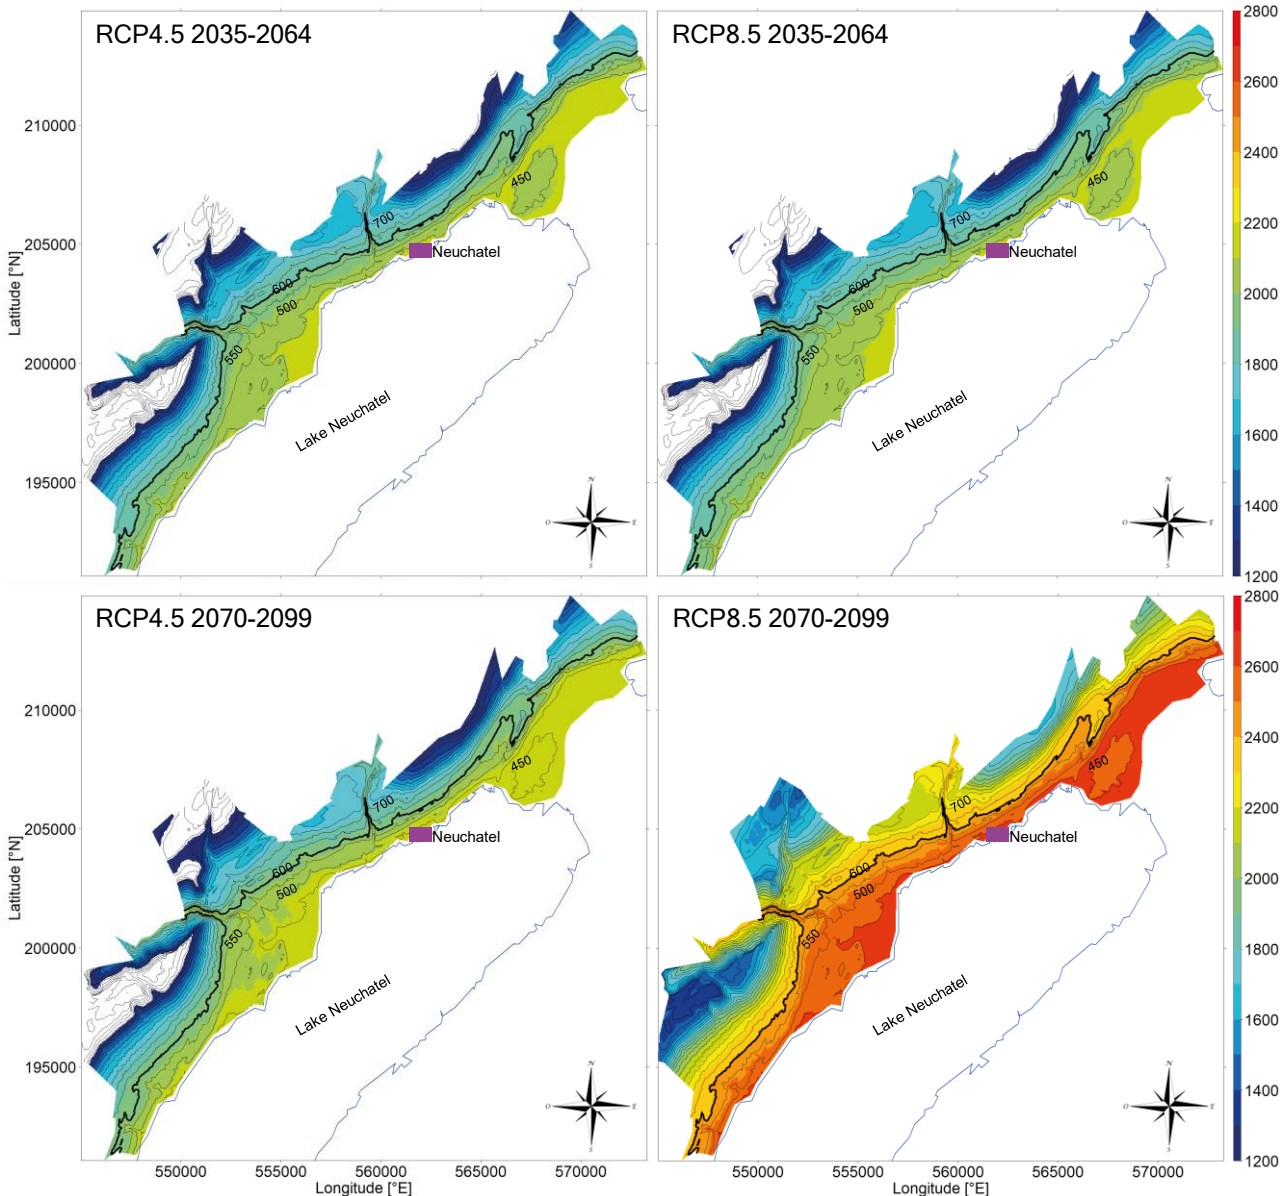 RCP4.5 2035-2064
RCP8.5 2035-2064
2800
2600
2400
2200
2000
1800
1600
1400
1200
210000
205000
200000
195000
Latitude [°N]
450
700
Neuchatel
600
500
550
Lake Neuchatel
N
O
E
S
450
700
Neuchatel
600
500
550
Lake Neuchatel
N
O
E
S
RCP4.5 2070-2099
RCP8.5 2070-2099
2800
2600
2400
2200
2000
1800
1600
1400
1200
210000
205000
200000
195000
Latitude [°N]
450
700
Neuchatel
600
500
550
Lake Neuchatel
N
O
E
S
450
700
Neuchatel
600
500
550
Lake Neuchatel
N
O
E
S
550000 555000 560000 565000 570000
Longitude [°E]
550000 555000 560000 565000 570000
Longitude [°E]